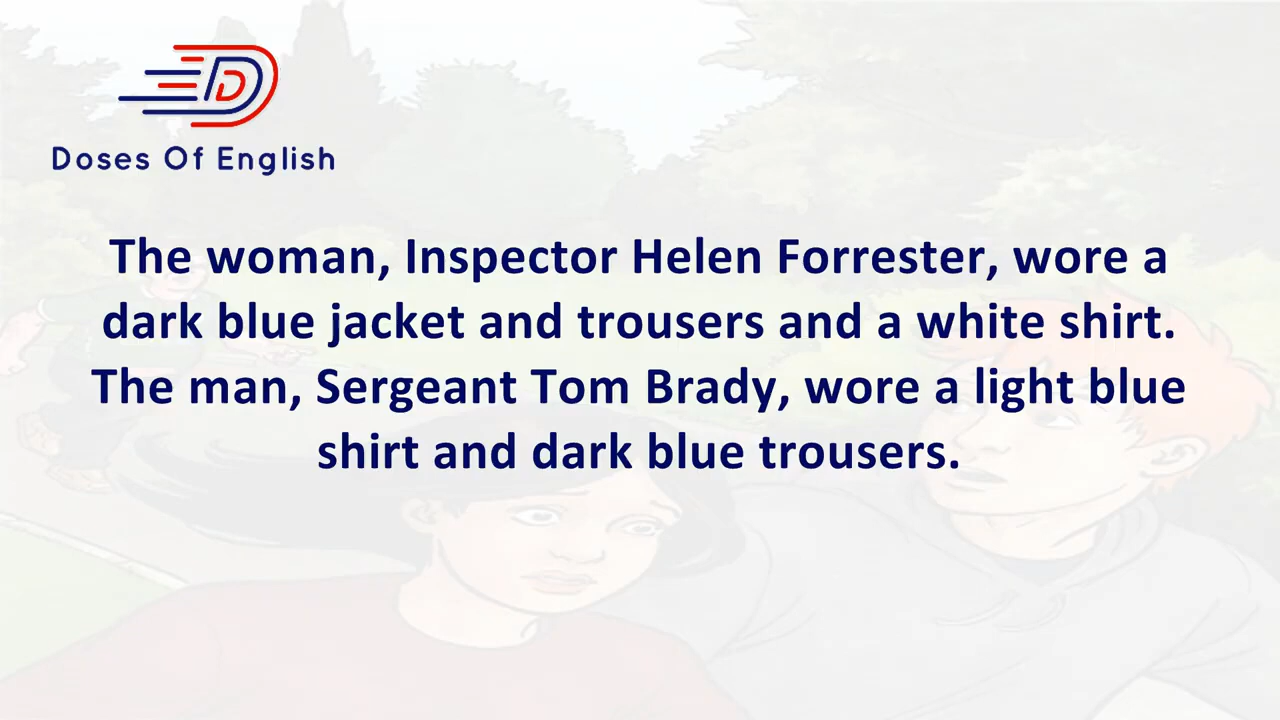 Doses Of English
The woman, Inspector Helen Forrester, wore a
dark blue jacket and trousers and a white shirt.
The man, Sergeant Tom Brady, wore a light blue
shirt and dark blue trousers.